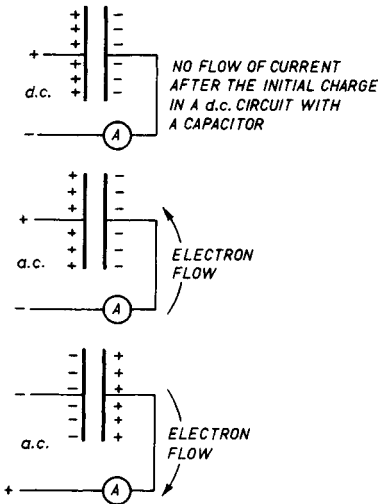 +
d.c.
-
A
NO FLOW OF CURRENT
AFTER THE INITIAL CHARGE
IN A d.c. CIRCUIT WITH
A CAPACITOR
+
a.c.
-
A
ELECTRON
FLOW
-
a.c.
+
A
ELECTRON
FLOW